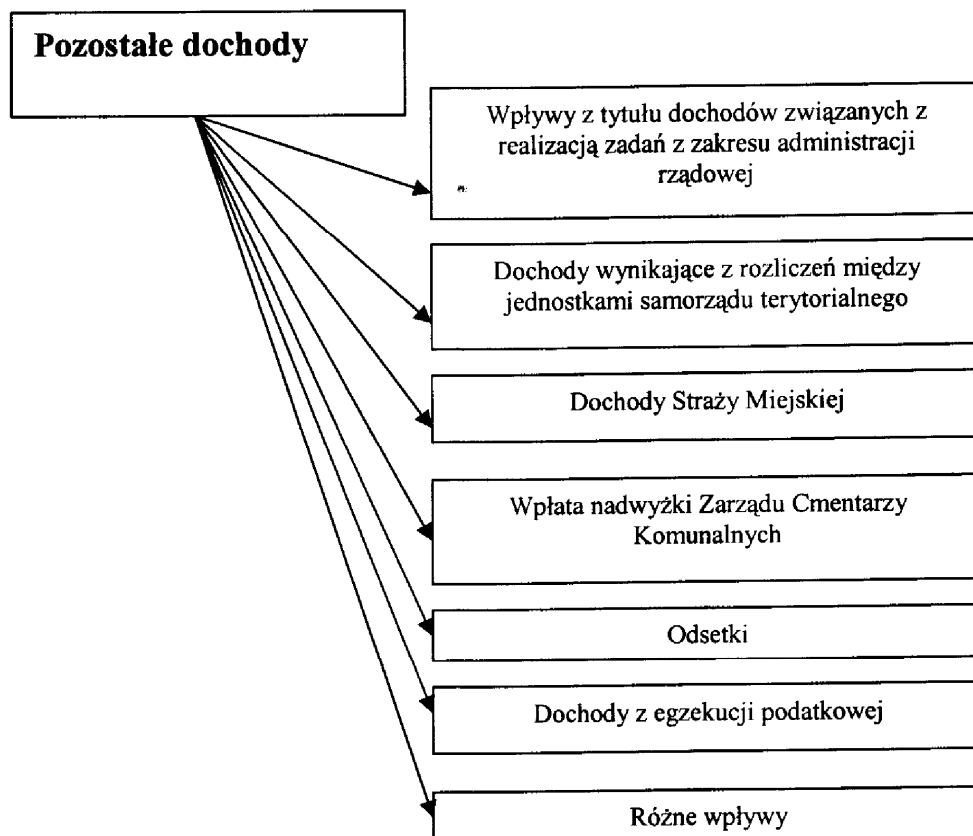 Pozostałe dochody
Wpływy z tytułu dochodów związanych z
realizacją zadań z zakresu administracji
rządowej
Dochody wynikające z rozliczeń między
jednostkami samorządu terytorialnego
Dochody Straży Miejskiej
Wpłata nadwyżki Zarządu Cmentarzy
Komunalnych
Odsetki
Dochody z egzekucji podatkowej
Różne wpływy